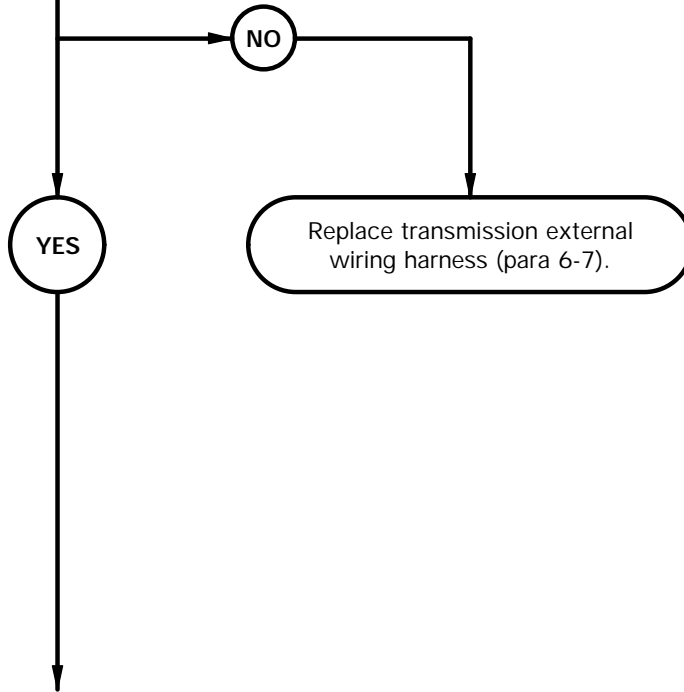 NO
YES
Replace transmission external
wiring harness (para 6-7).